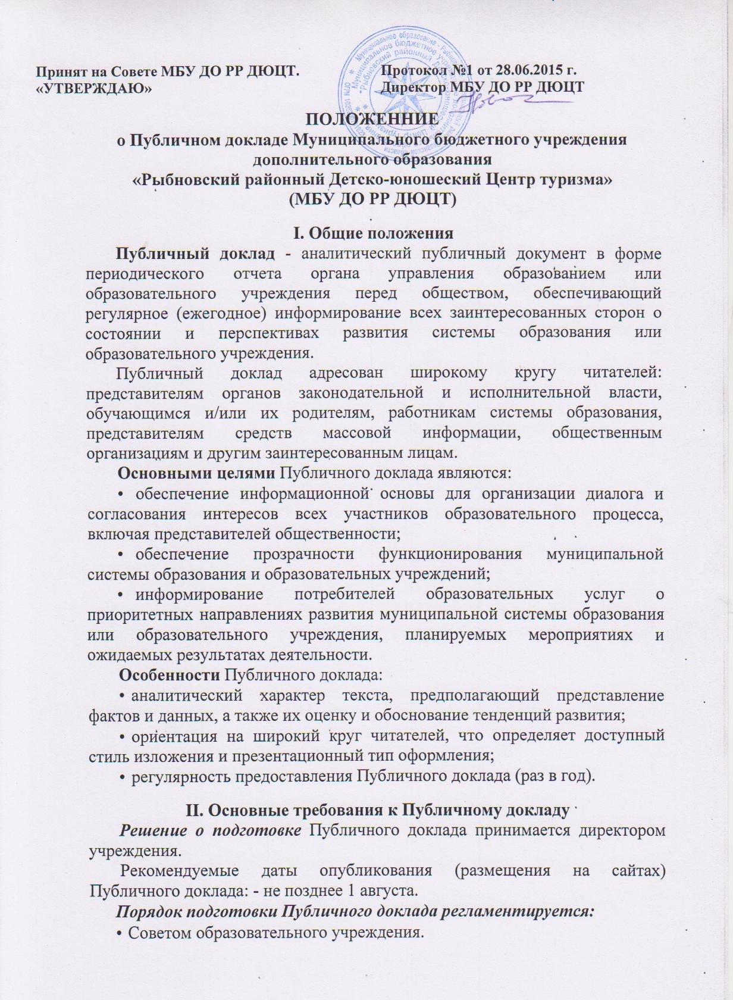 Принят на Совете МБУ ДО РР ДЮЦТ. Протокол №1 от 28.06.2015 г.
«УТВЕРЖДАЮ» Директор МБУ ДО РР ДЮЦТ
ПОЛОЖЕННИЕ
о Публичном докладе Муниципального бюджетного учреждения
дополнительного образования
«Рыбновский районный Детско-юношеский Центр туризма»
(МБУ ДО РР ДЮЦТ)
I. Общие положения
Публичный доклад - аналитический публичный документ в форме
периодического отчета органа управления образованием или
образовательного учреждения перед обществом, обеспечивающий
регулярное (ежегодное) информирование всех заинтересованных сторон о
состоянии и перспективах развития системы образования или
образовательного учреждения.
Публичный доклад адресован широкому кругу читателей:
представителям органов законодательной и исполнительной власти,
обучающимся и/или их родителям, работникам системы образования,
представителям средств массовой информации, общественным
организациям и другим заинтересованным лицам.
Основными целями Публичного доклада являются:
• обеспечение информационной основы для организации диалога и
согласования интересов всех участников образовательного процесса,
включая представителей общественности;
• обеспечение прозрачности функционирования муниципальной
системы образования и образовательных учреждений;
• информирование потребителей образовательных услуг о
приоритетных направлениях развития муниципальной системы образования
или образовательного учреждения, планируемых мероприятиях и
ожидаемых результатах деятельности.
Особенности Публичного доклада:
• аналитический характер текста, предполагающий представление
фактов и данных, а также их оценку и обоснование тенденций развития;
• ориентация на широкий круг читателей, что определяет доступный
стиль изложения и презентационный тип оформления;
• регулярность предоставления Публичного доклада (раз в год).
II. Основные требования к Публичному докладу
Решение о подготовке Публичного доклада принимается директором
учреждения.
Рекомендуемые даты опубликования (размещения на сайтах)
Публичного доклада: - не позднее 1 августа.
Порядок подготовки Публичного доклада регламентируется:
• Советом образовательного учреждения.